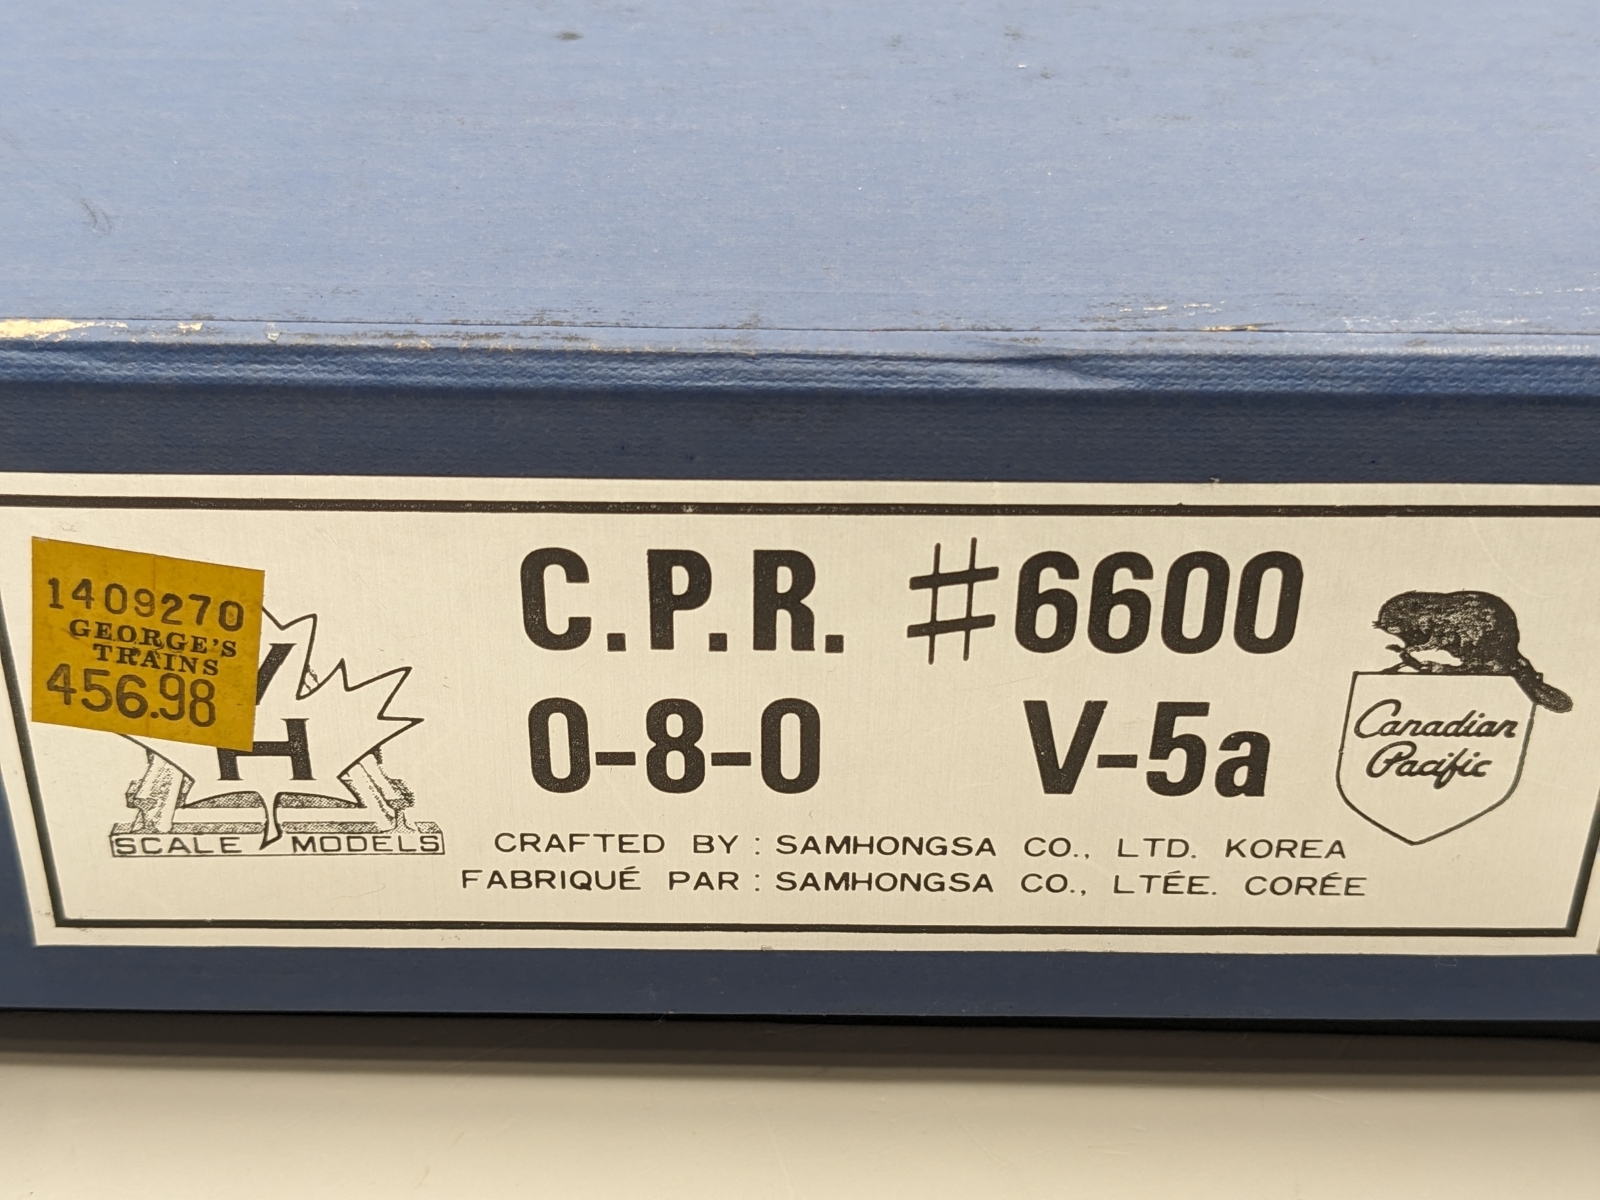 1409270
GEORGE'S
TRAINS
456.98
H
SCALE MODELS
C.P.R. #6600
0-8-0 V-5a
CRAFTED BY : SAMHONGSA CO., LTD. KOREA
FABRIQUÉ PAR : SAMHONGSA CO., LTÉE. CORÉE
Canadian
Pacific